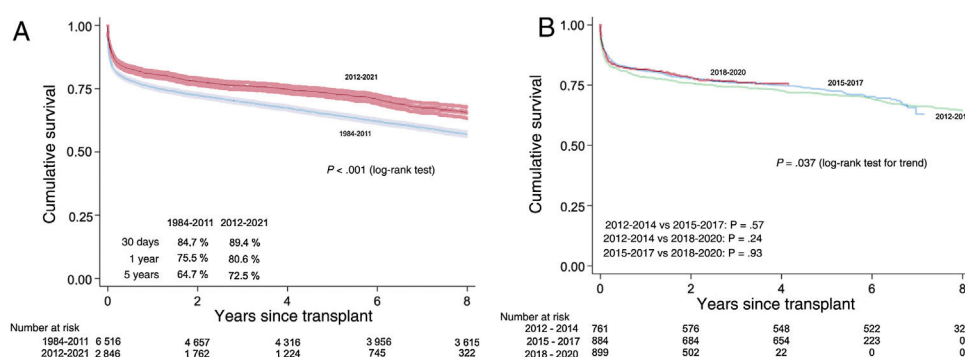 A
Cumulative survival
1.00
0.75
0.50
0.25
0.00
2012-2021
1984-2011
P < .001 (log-rank test)
1984-2011 2012-2021
30 days 84.7 % 89.4 %
1 year 75.5 % 80.6 %
5 years 64.7 % 72.5 %
0 2 4 6 8
Years since transplant
Number at risk
1984-2011 6 516 4 657 4 316 3 956 3 615
2012-2021 2 846 1 762 1 224 745 322
B
Cumulative survival
1.00
0.75
0.50
0.25
0.00
2018-2020
2015-2017
2012-201
P = .037 (log-rank test for trend)
2012-2014 vs 2015-2017: P = .57
2012-2014 vs 2018-2020: P = .24
2015-2017 vs 2018-2020: P = .93
0 2 4 6 8
Years since transplant
Number at risk
2012 - 2014 761 576 548 522 32
2015 - 2017 884 684 654 223 0
2018 - 2020 899 502 22 0 0